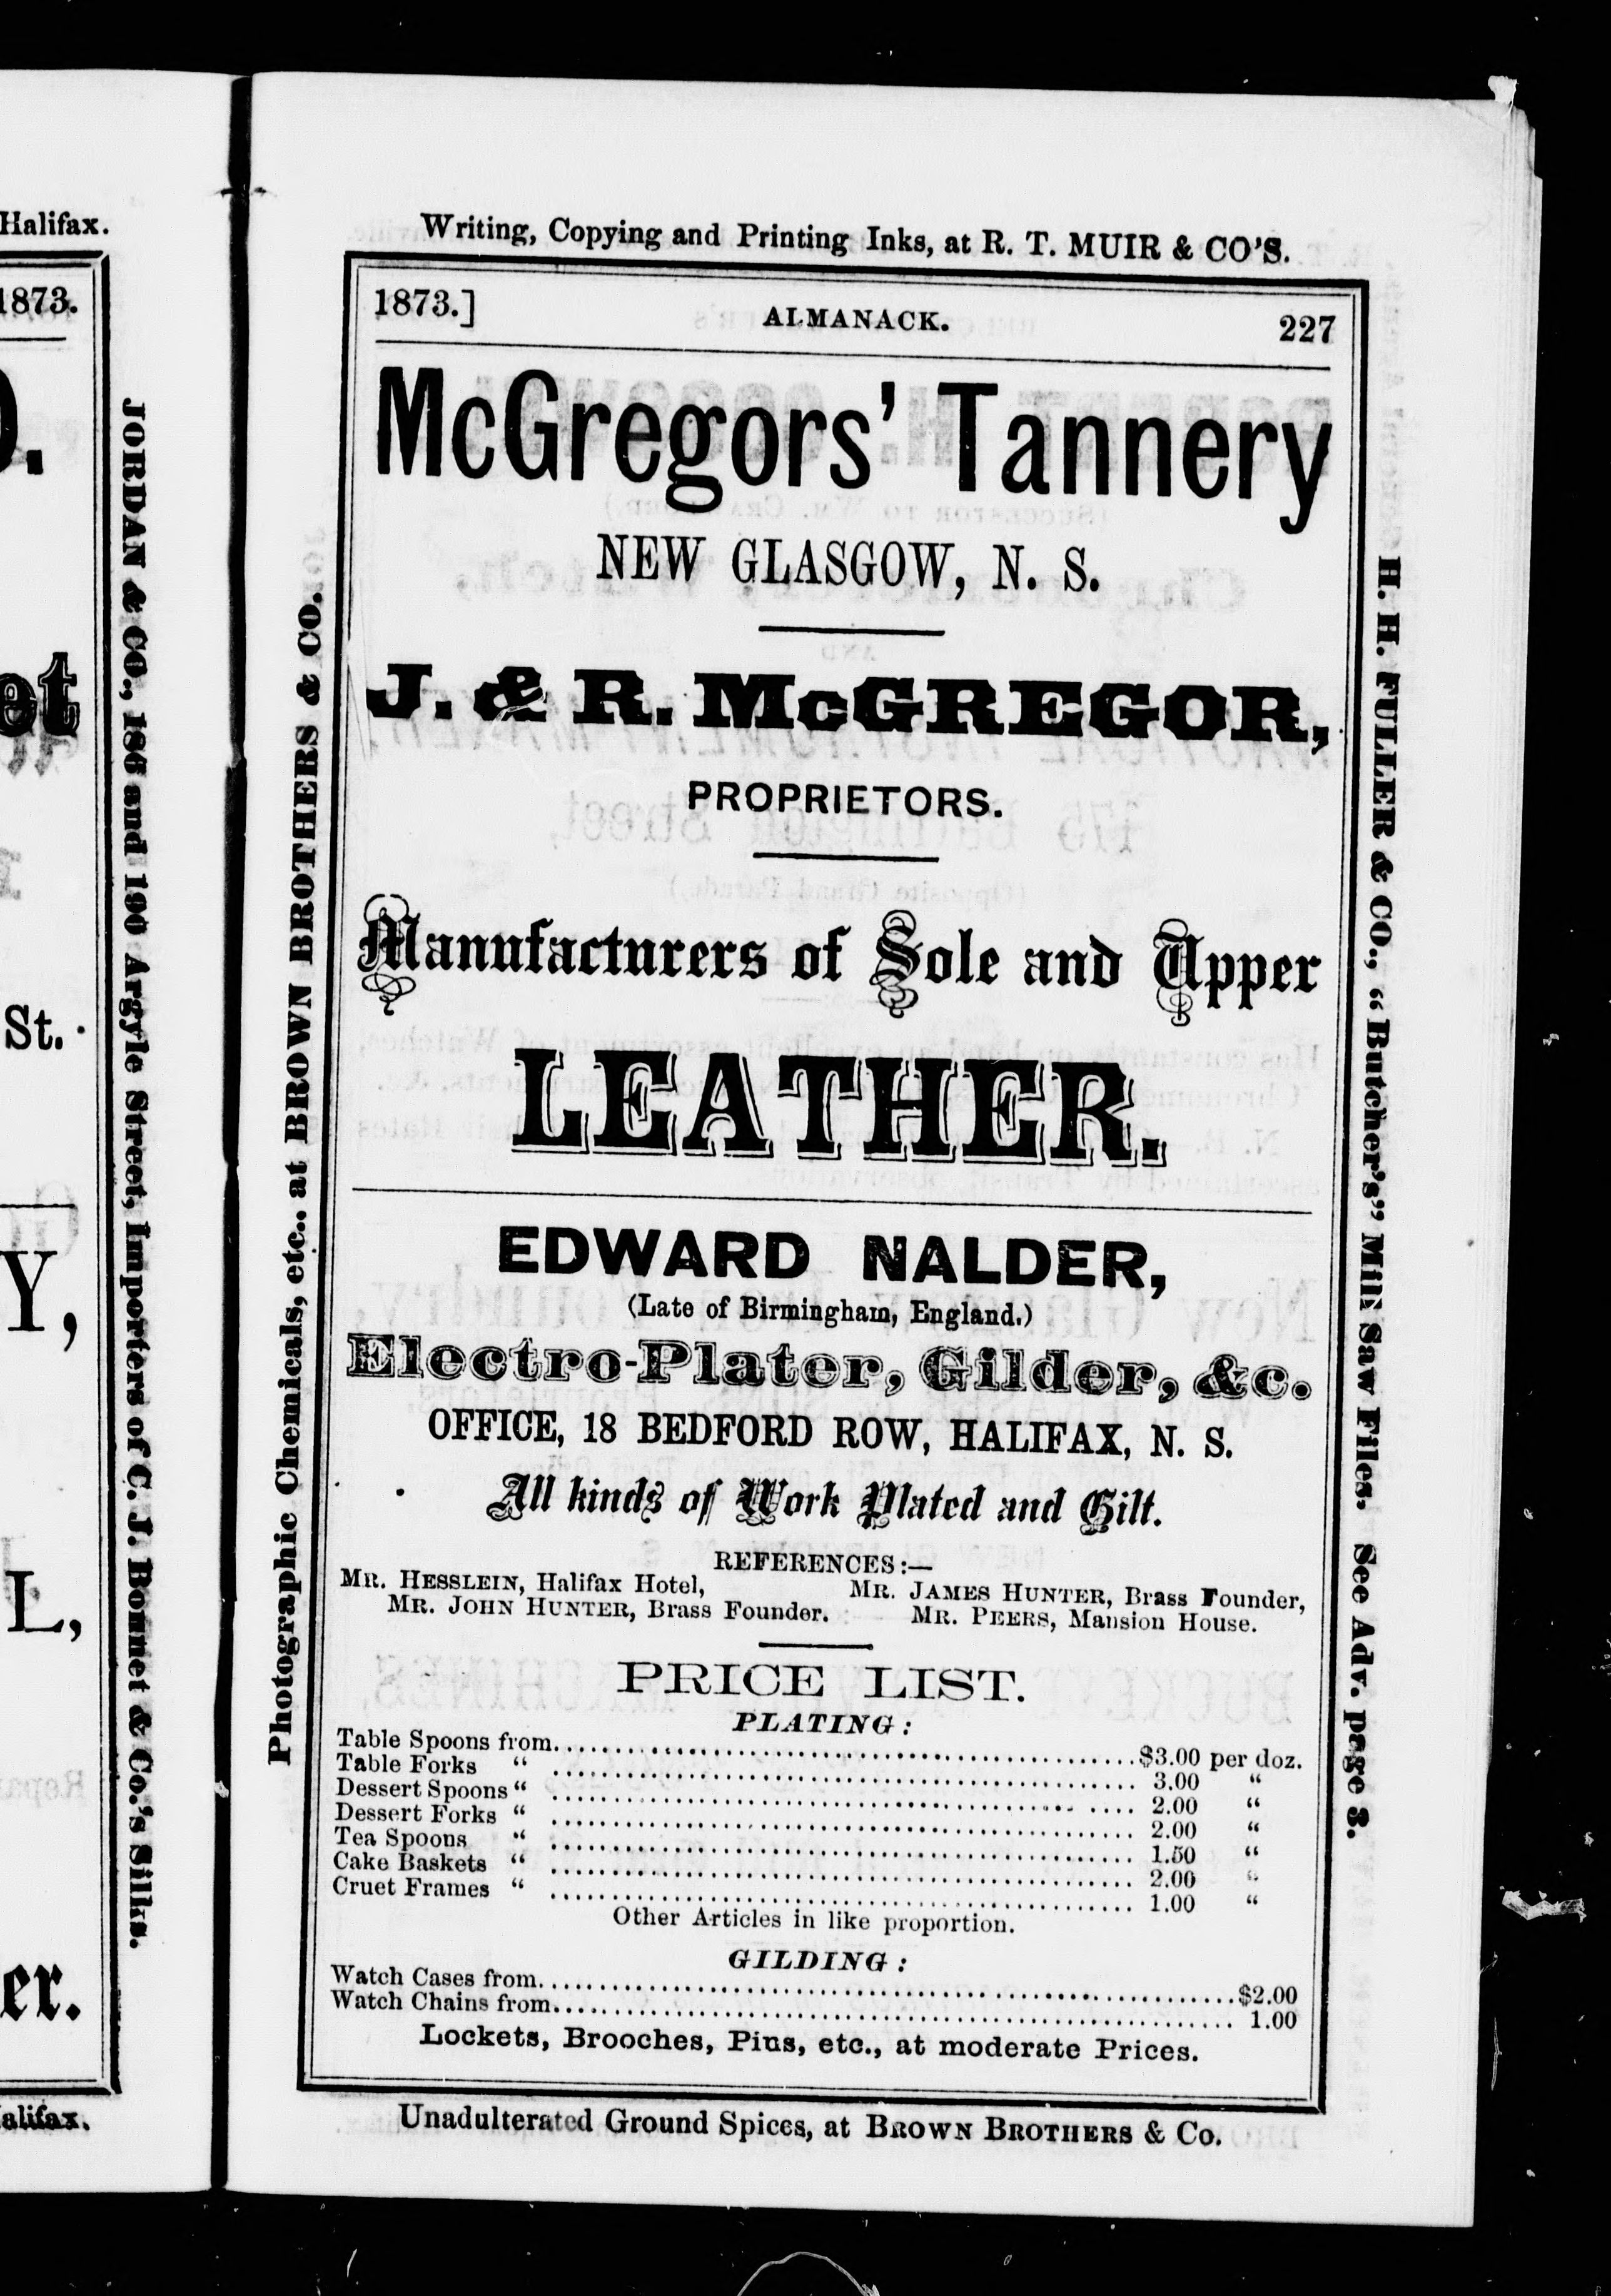 Halifax.
1873.
et
St.
Y,
L,
er.
alifax.
JORDAN & CO., 186 and 190 Argyle Street, Importers of C. J. Bonnet & Co.'s Silks.
Writing, Copying and Printing Inks, at R. T. MUIR & CO'S.
Photographic Chemicals, etc.. at BROWN BROTHERS & CO.
1873.] ALMANACK. 227
McGregors' Tannery
NEW GLASGOW, N. S.
J. & R. McGREGOR,
PROPRIETORS.
Manufacturers of Sole and Upper
LEATHER.
EDWARD NALDER,
(Late of Birmingham, England.)
Electro-Plater, Gilder, &c.
OFFICE, 18 BEDFORD ROW, HALIFAX, N. S.
All kinds of Work Plated and Gilt.
REFERENCES:—
MR. HESSLEIN, Halifax Hotel, MR. JAMES HUNTER, Brass Founder,
MR. JOHN HUNTER, Brass Founder. MR. PEERS, Mansion House.
PRICE LIST.
PLATING:
Table Spoons from........ $3.00 per doz.
Table Forks " ........ 3.00 "
Dessert Spoons " ........ 2.00 "
Dessert Forks " ........ 2.00 "
Tea Spoons " ........ 1.50 "
Cake Baskets " ........ 2.00 "
Cruet Frames " ........ 1.00 "
Other Articles in like proportion.
GILDING:
Watch Cases from........ $2.00
Watch Chains from........ 1.00
Lockets, Brooches, Pins, etc., at moderate Prices.
Unadulterated Ground Spices, at BROWN BROTHERS & Co.
H. H. FULLER & CO., "Butcher's" Mill Saw Files. See Adv. page 3.